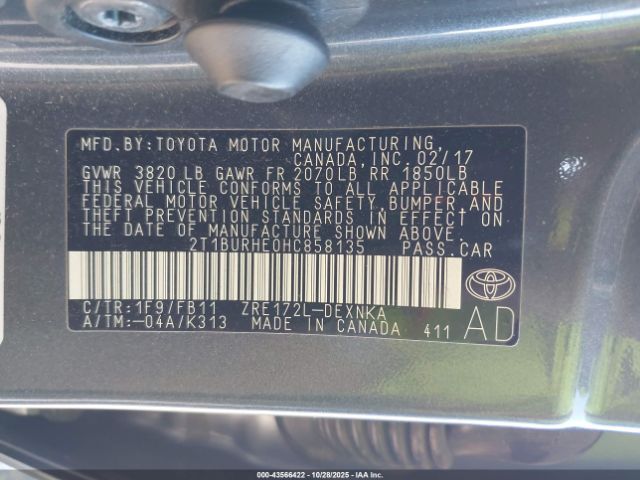 MFD.BY:TOYOTA MOTOR MANUFACTURING,
CANADA,INC. 02/17
GVWR 3820 LB GAWR FR 2070LB RR 1850LB
THIS VEHICLE CONFORMS TO ALL APPLICABLE
FEDERAL MOTOR VEHICLE SAFETY, BUMPER, AND
THEFT PREVENTION STANDARDS IN EFFECT ON
THE DATE OF MANUFACTURE SHOWN ABOVE.
2T1BURHE0HC858135 PASS.CAR
C/TR:1F9/FB11 ZRE172L-DEXNKA
A/TM:-04A/K313 MADE IN CANADA 411 AD
000-43566422 10/28/2025 IAAI.COM